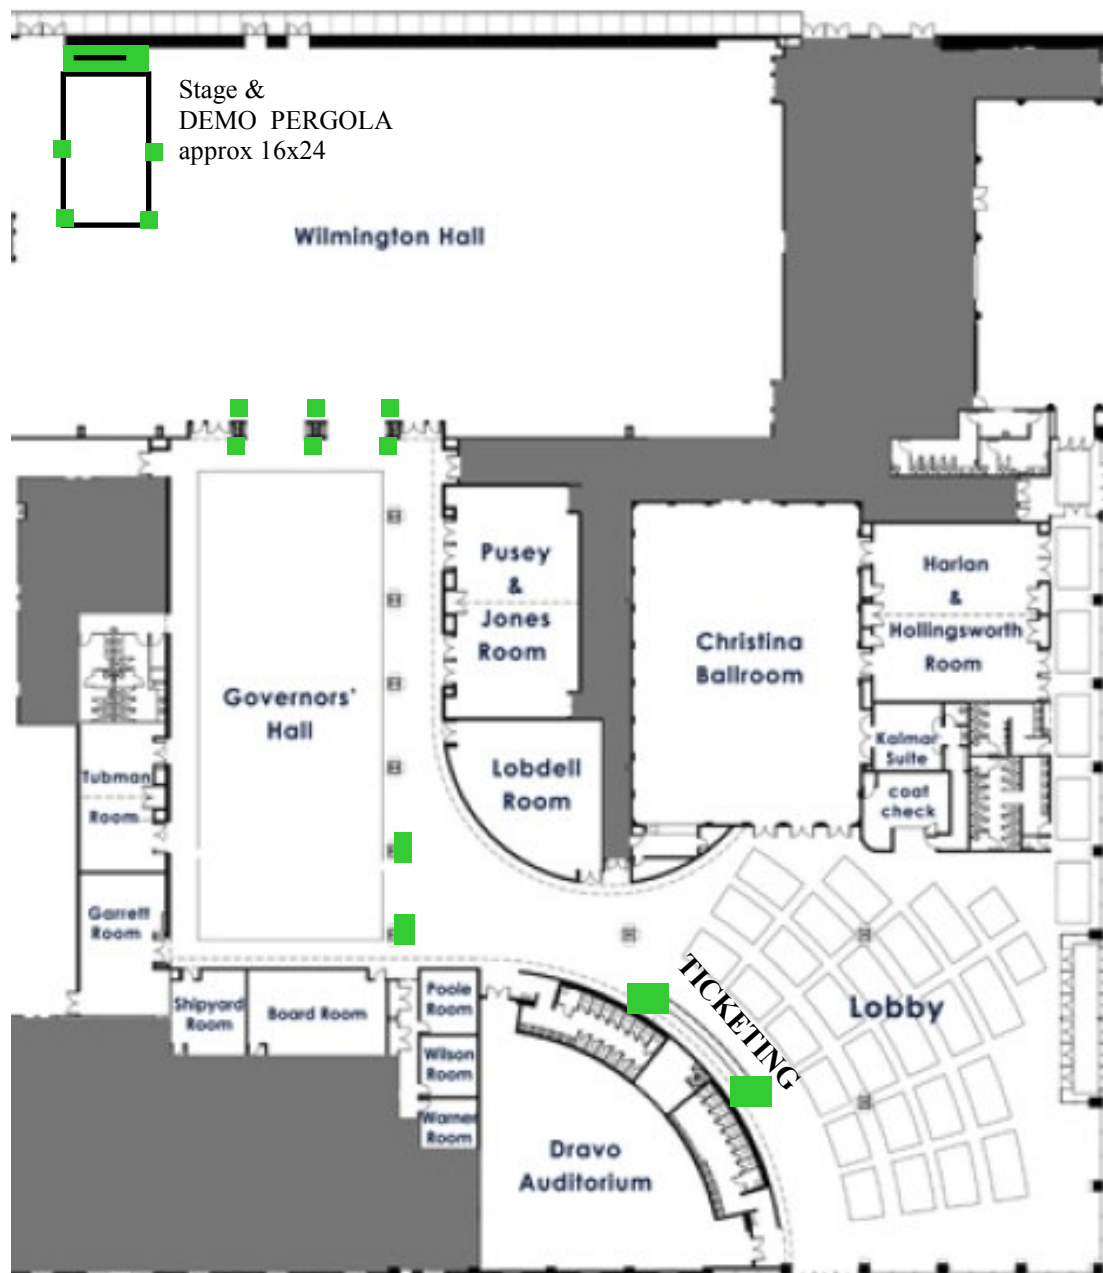 Stage &
DEMO PERGOLA
approx 16x24
Wilmington Hall
Pusey
&
Jones
Room
Harlan
&
Hollingsworth
Room
Christina
Ballroom
Governors'
Hall
Kalmar
Suite
Lobdell
Room
Tubman
Room
coat
check
Garrett
Room
TICKETING
Poole
Room
Shipyard
Room
Board Room
Lobby
Wilson
Room
Warner
Room
Dravo
Auditorium